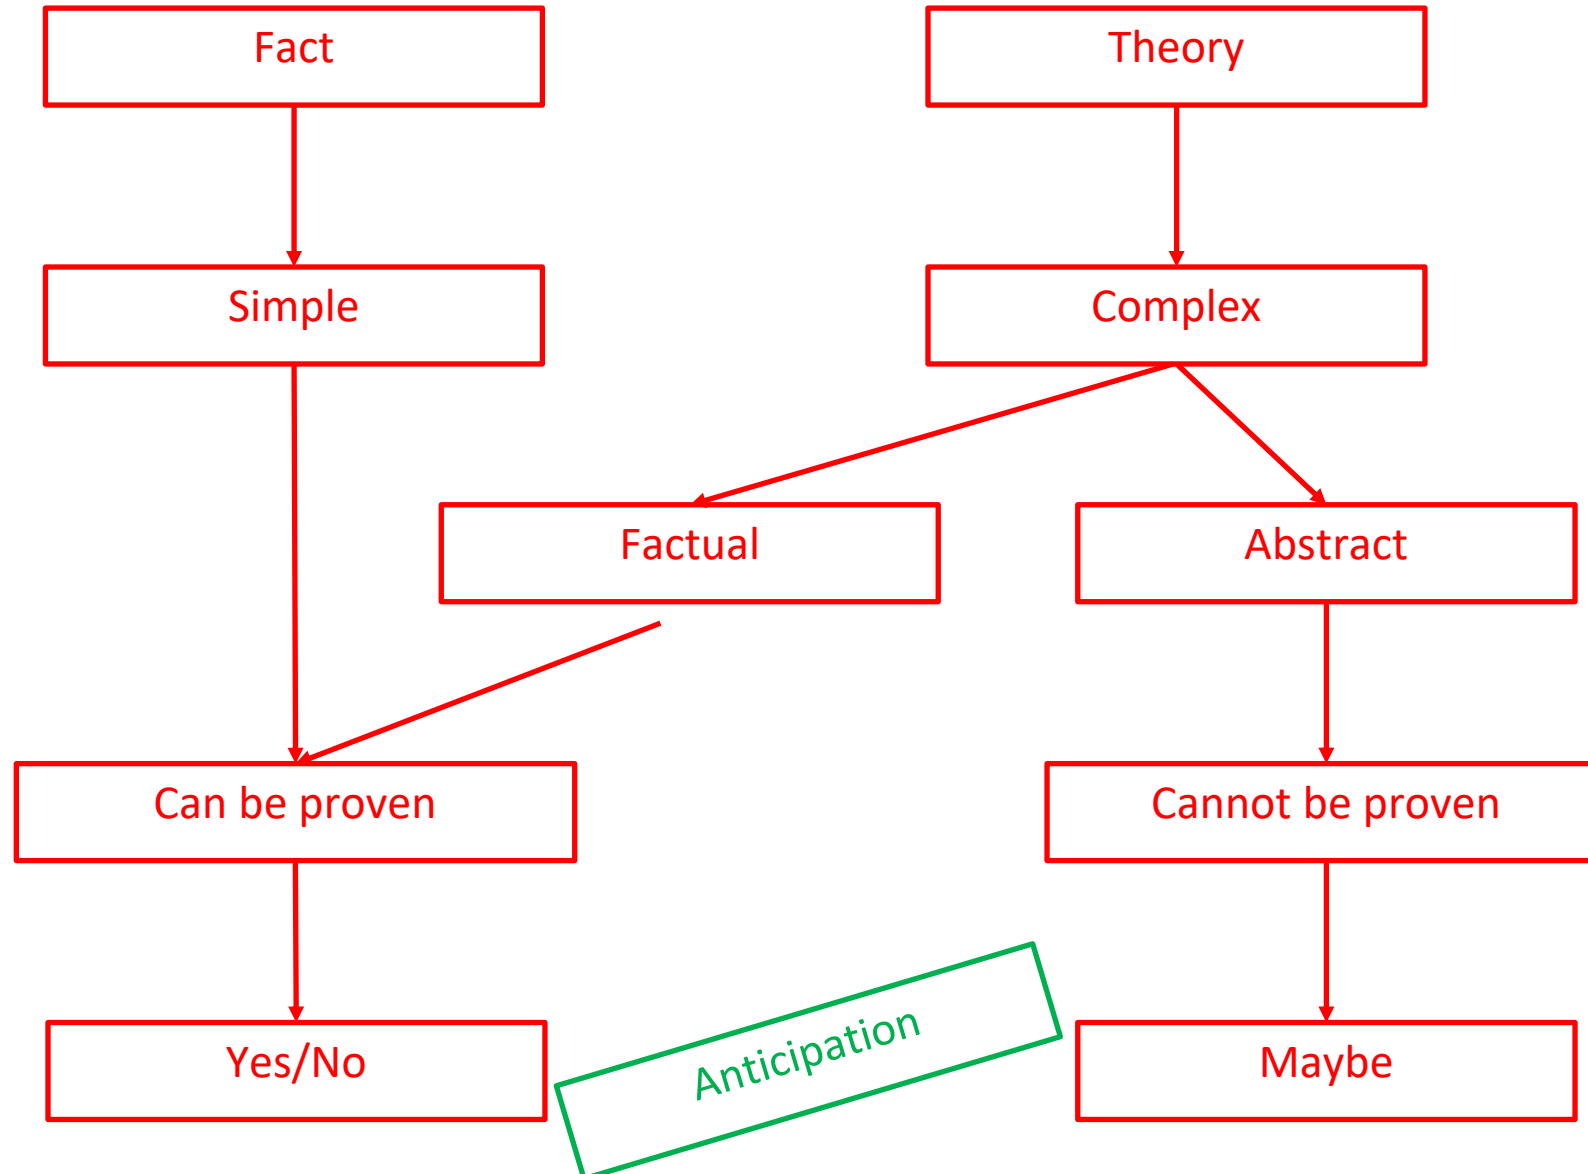 Fact
Theory
Simple
Complex
Factual
Abstract
Can be proven
Cannot be proven
Yes/No
Anticipation
Maybe